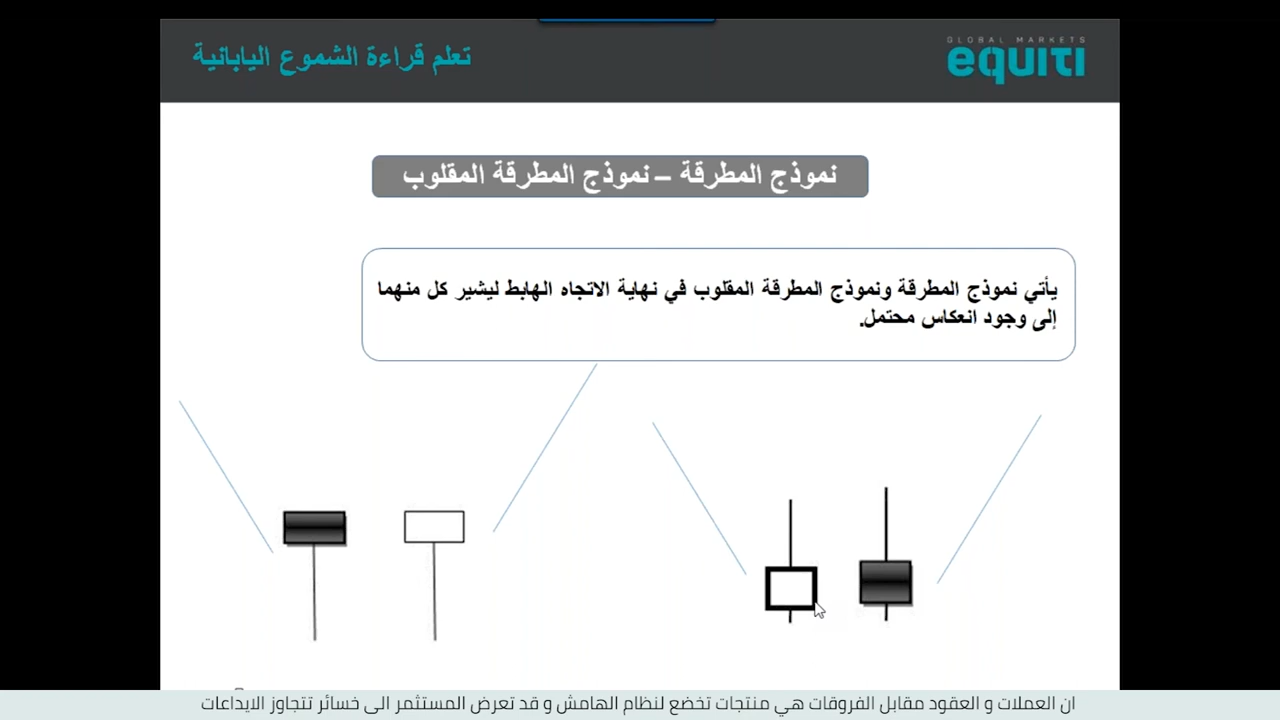 تعلم قراءة الشموع اليابانية
GLOBAL MARKETS
equiti
نموذج المطرقة – نموذج المطرقة المقلوب
يأتي نموذج المطرقة ونموذج المطرقة المقلوب في نهاية الاتجاه الهابط ليشير كل منهما
إلى وجود انعكاس محتمل.
ان العملات و العقود مقابل الفروقات هي منتجات تخضع لنظام الهامش و قد تعرض المستثمر الى خسائر تتجاوز الايداعات